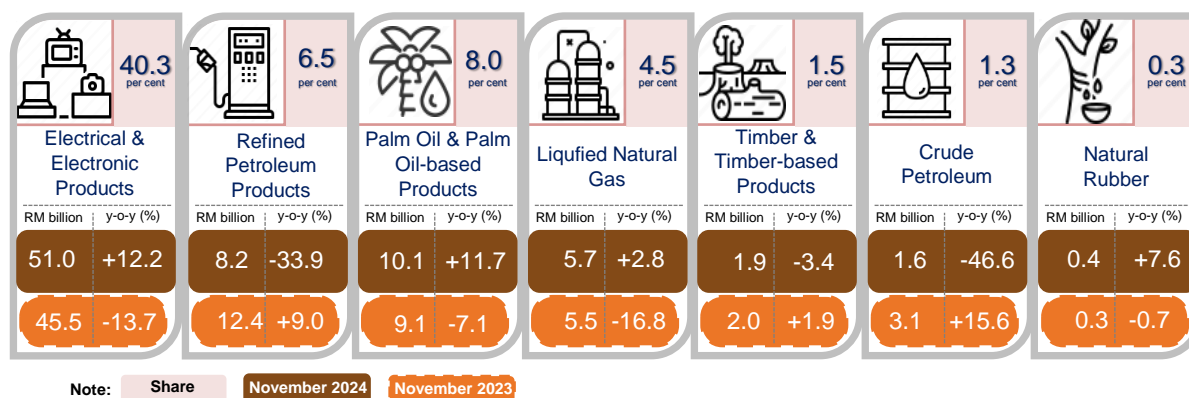 40.3
per cent
Electrical &
Electronic
Products
RM billion y-o-y (%)
51.0 +12.2
45.5 -13.7
6.5
per cent
Refined
Petroleum
Products
RM billion y-o-y (%)
8.2 -33.9
12.4 +9.0
8.0
per cent
Palm Oil & Palm
Oil-based
Products
RM billion y-o-y (%)
10.1 +11.7
9.1 -7.1
4.5
per cent
Liqufied Natural
Gas
RM billion y-o-y (%)
5.7 +2.8
5.5 -16.8
1.5
per cent
Timber &
Timber-based
Products
RM billion y-o-y (%)
1.9 -3.4
2.0 +1.9
1.3
per cent
Crude
Petroleum
RM billion y-o-y (%)
1.6 -46.6
3.1 +15.6
0.3
per cent
Natural
Rubber
RM billion y-o-y (%)
0.4 +7.6
0.3 -0.7
Note: Share November 2024 November 2023